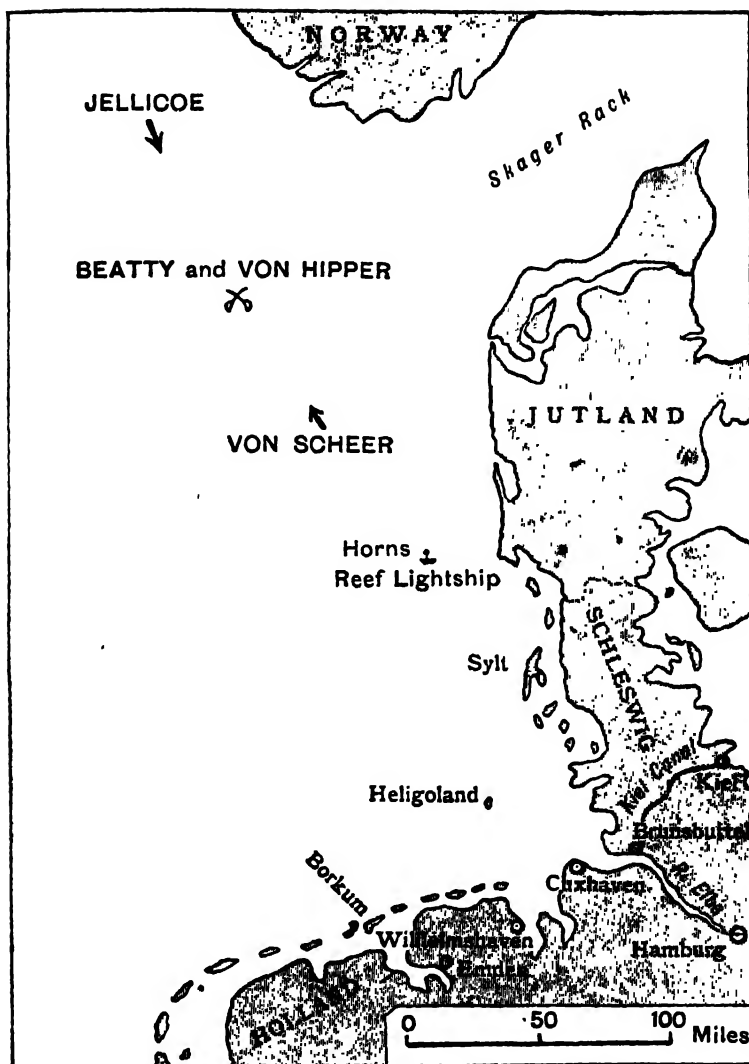 NORWAY
JELLICOE
Skager Rack
BEATTY and VON HIPPER
JUTLAND
VON SCHEER
Horns
Reef Lightship
SCHLESWIG
Sylt
Kiel Canal
Kiel
Heligoland
Brunsbuttel
R. Elbe
Cuxhaven
Borkum
Wilhelmshaven
Hamburg
Emden
HOLLAND
0 50 100
Miles